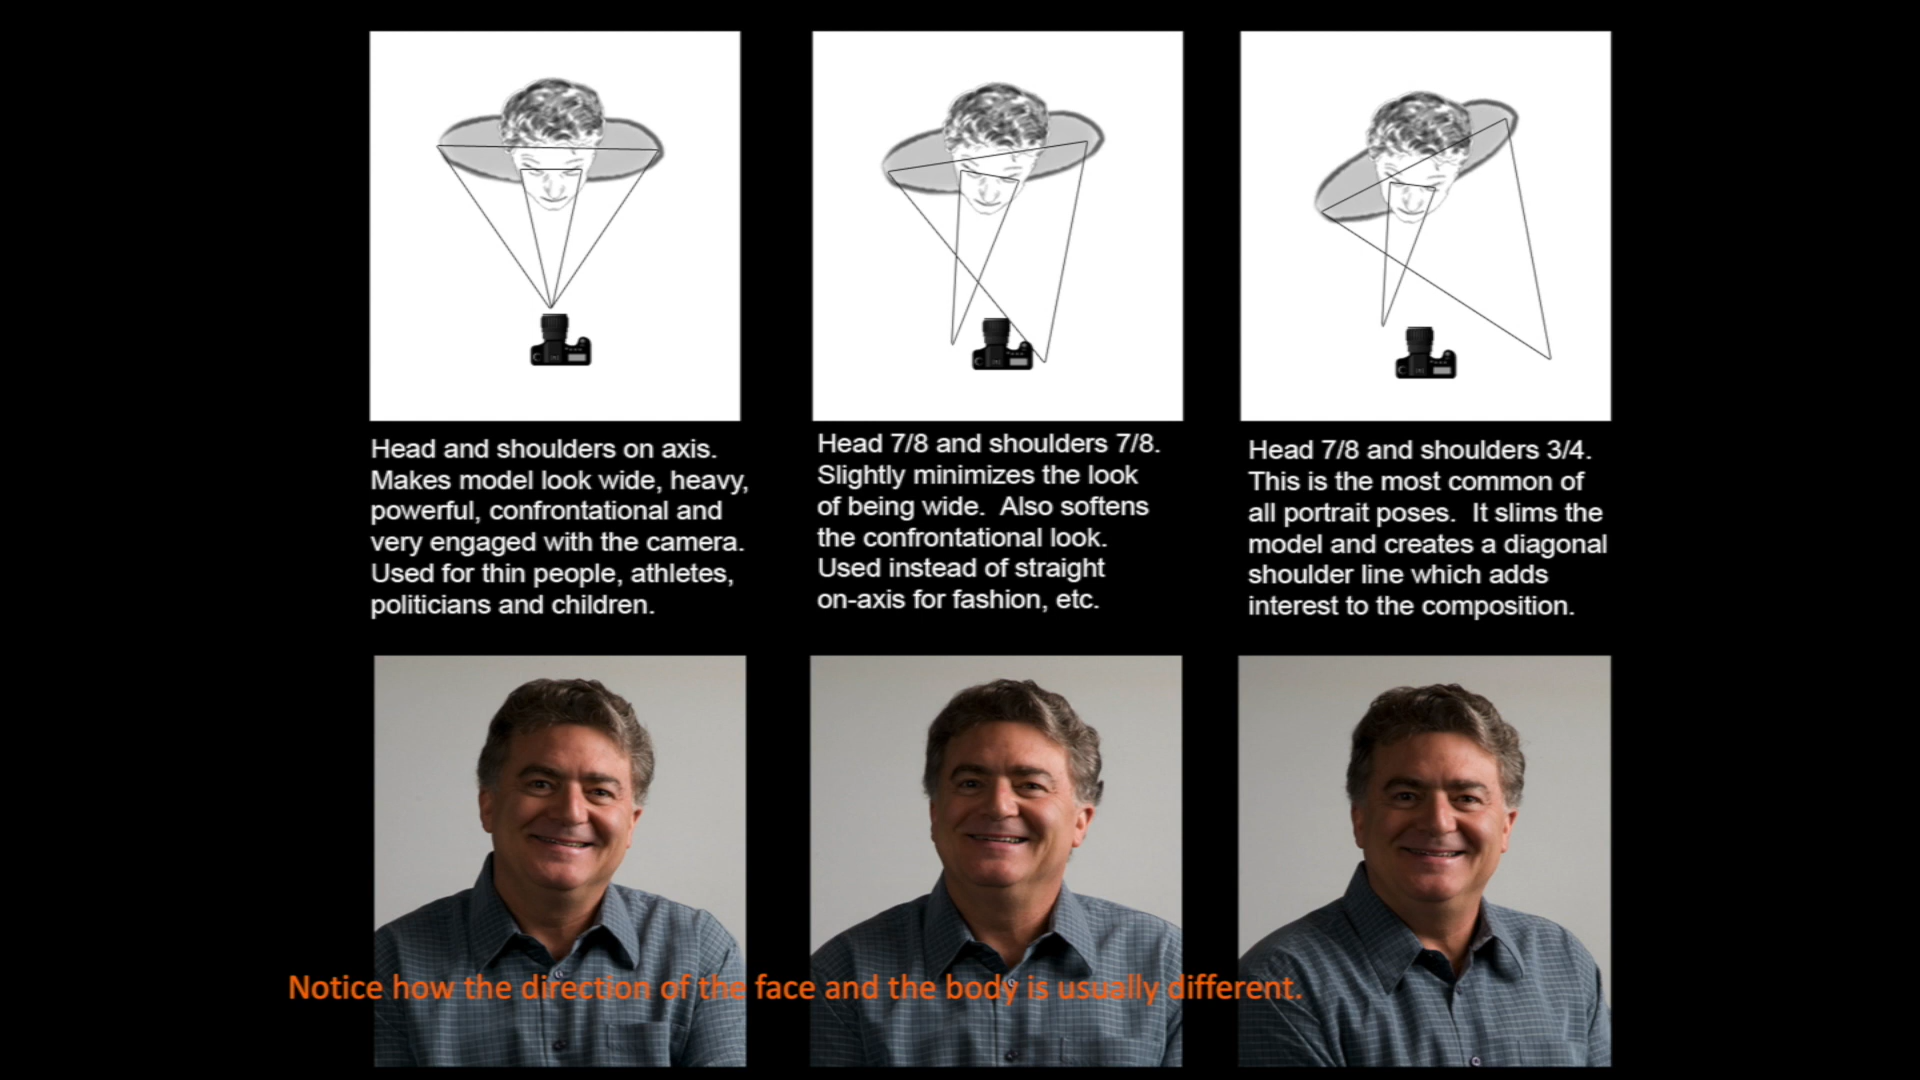 Head and shoulders on axis.
Makes model look wide, heavy,
powerful, confrontational and
very engaged with the camera.
Used for thin people, athletes,
politicians and children.
Head 7/8 and shoulders 7/8.
Slightly minimizes the look
of being wide.  Also softens
the confrontational look.
Used instead of straight
on-axis for fashion, etc.
Head 7/8 and shoulders 3/4.
This is the most common of
all portrait poses.  It slims the
model and creates a diagonal
shoulder line which adds
interest to the composition.
Notice how the direction of the face and the body is usually different.